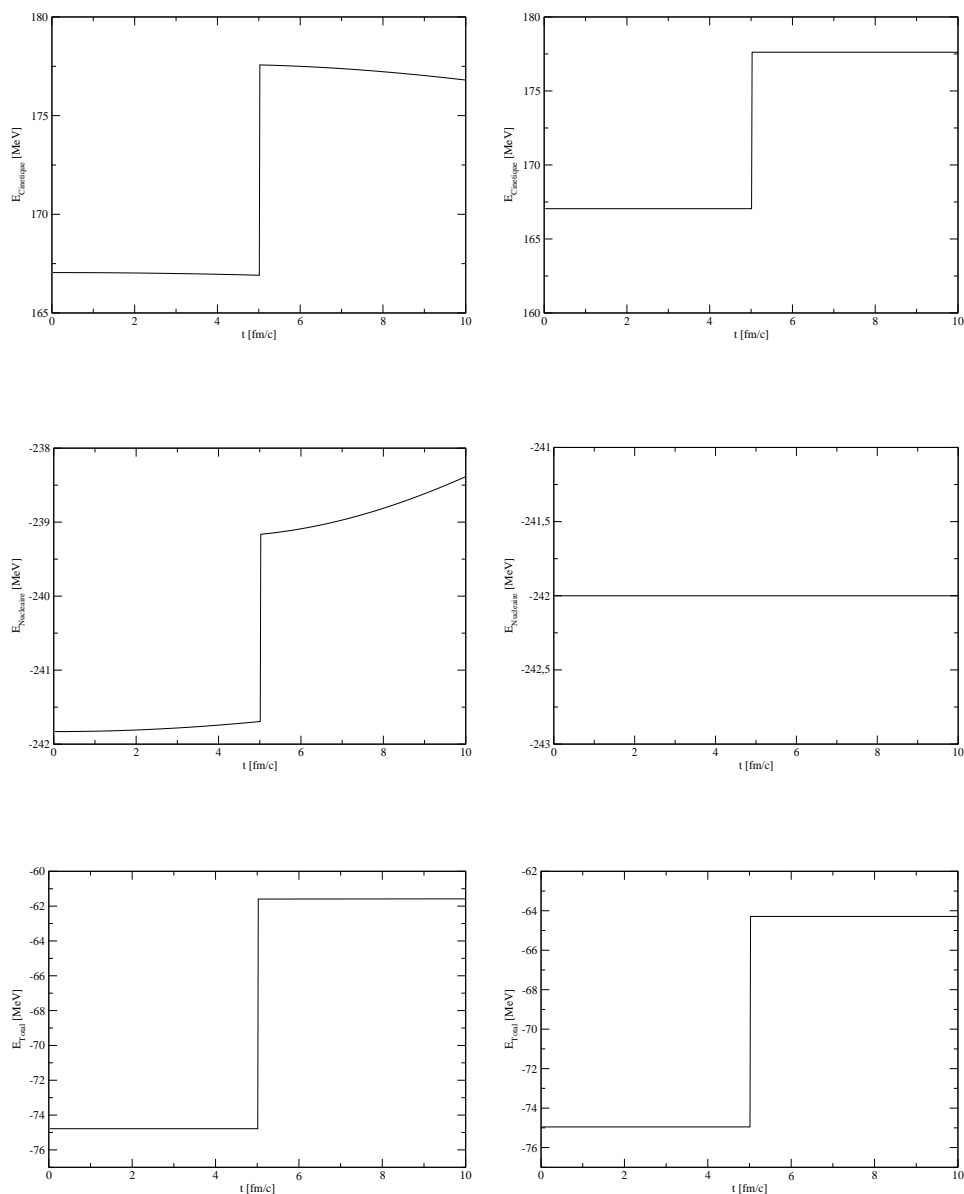 180
175
170
165
E_Cinetique [MeV]
0 2 4 6 8 10
t [fm/c]
180
175
170
165
160
E_Cinetique [MeV]
0 2 4 6 8 10
t [fm/c]
-238
-239
-240
-241
-242
E_Nucleaire [MeV]
0 2 4 6 8 10
t [fm/c]
-241
-241,5
-242
-242,5
-243
E_Nucleaire [MeV]
0 2 4 6 8 10
t [fm/c]
-60
-62
-64
-66
-68
-70
-72
-74
-76
E_Total [MeV]
0 2 4 6 8 10
t [fm/c]
-62
-64
-66
-68
-70
-72
-74
-76
E_Total [MeV]
0 2 4 6 8 10
t [fm/c]